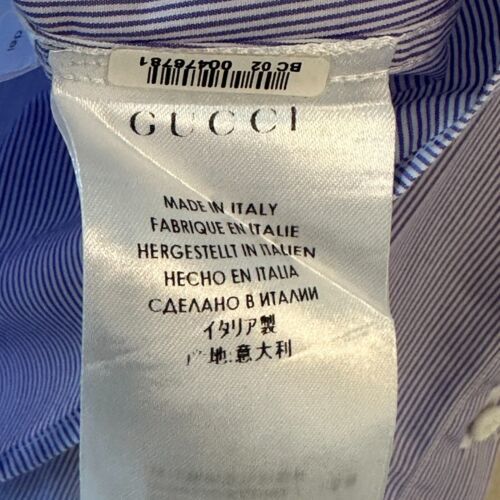 BC 02 00476781
GUCCI
MADE IN ITALY
FABRIQUE EN ITALIE
HERGESTELLT IN ITALIEN
HECHO EN ITALIA
СДЕЛАНО В ИТАЛИИ
イタリア製
产地:意大利